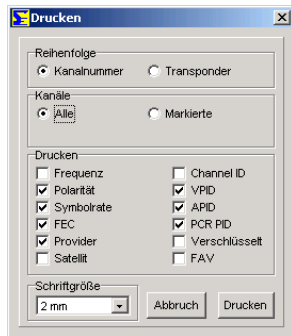 Drucken
Reihenfolge
Kanalnummer Transponder
Kanäle
Alle Markierte
Drucken
Frequenz Channel ID
Polarität VPID
Symbolrate APID
FEC PCR PID
Provider Verschlüsselt
Satellit FAV
Schriftgröße
2 mm Abbruch Drucken